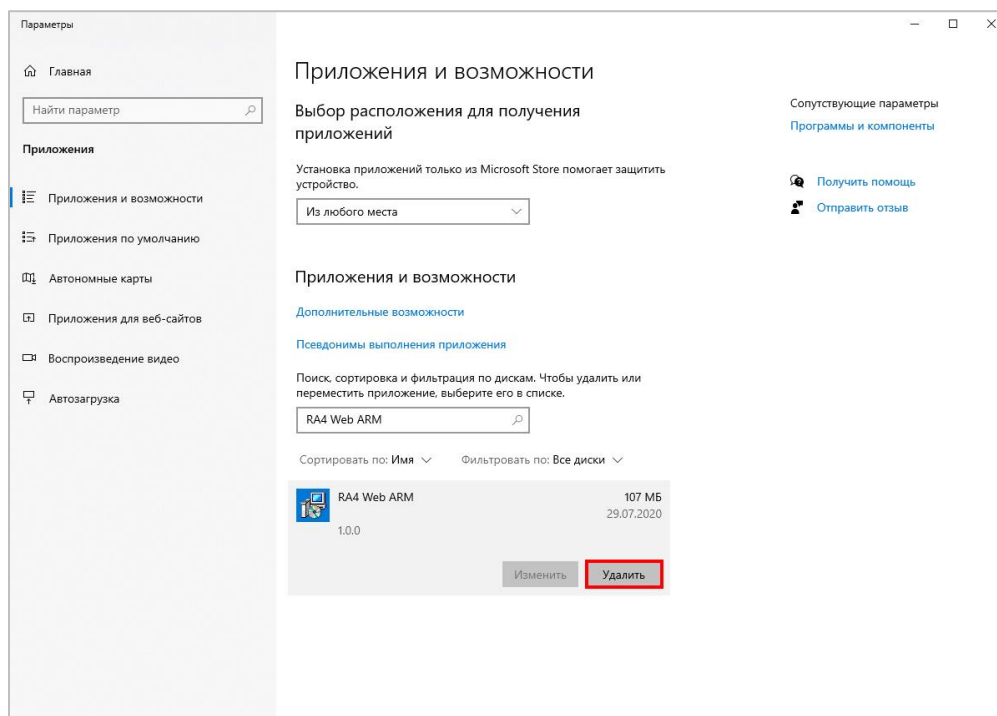 Параметры
Главная
Найти параметр
Приложения
Приложения и возможности
Приложения по умолчанию
Автономные карты
Приложения для веб-сайтов
Воспроизведение видео
Автозагрузка
Приложения и возможности
Выбор расположения для получения
приложений
Установка приложений только из Microsoft Store помогает защитить
устройство.
Из любого места
Приложения и возможности
Дополнительные возможности
Псевдонимы выполнения приложения
Поиск, сортировка и фильтрация по дискам. Чтобы удалить или
переместить приложение, выберите его в списке.
RA4 Web ARM
Сортировать по: Имя Фильтровать по: Все диски
RA4 Web ARM 107 МБ
29.07.2020
1.0.0
Изменить Удалить
Сопутствующие параметры
Программы и компоненты
Получить помощь
Отправить отзыв